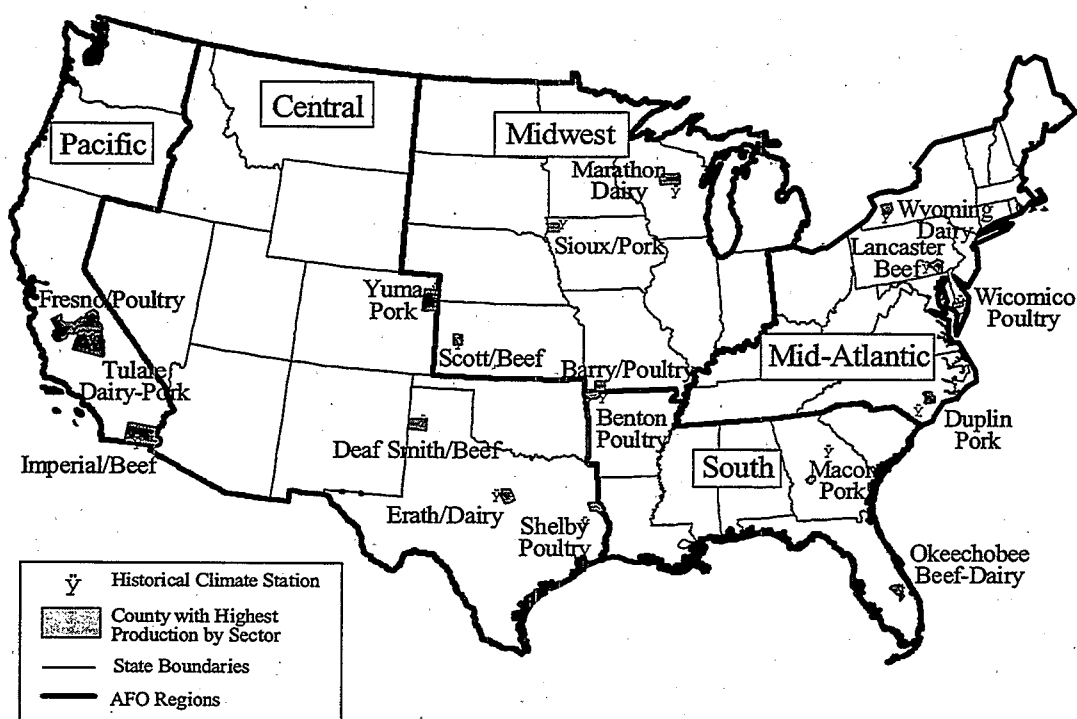 Central
Pacific
Midwest
Marathon
Dairy
Wyoming
Dairy
Sioux/Pork
Lancaster
Beef
Yuma
Pork
Fresno/Poultry
Wicomico
Poultry
Scott/Beef
Mid-Atlantic
Tulare
Dairy-Pork
Barry/Poultry
Benton
Poultry
Duplin
Pork
Deaf Smith/Beef
Imperial/Beef
South
Macon
Pork
Erath/Dairy
Shelby
Poultry
Okeechobee
Beef-Dairy
ÿ Historical Climate Station
County with Highest
Production by Sector
State Boundaries
AFO Regions